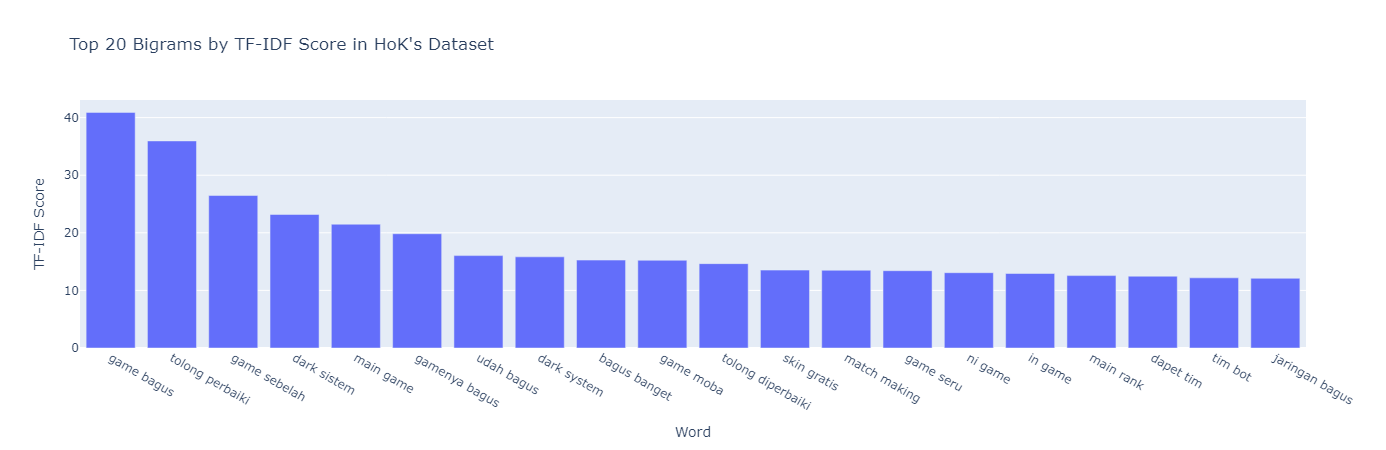 Top 20 Bigrams by TF-IDF Score in HoK's Dataset
TF-IDF Score
40
30
20
10
0
game bagus
tolong perbaiki
game sebelah
dark sistem
main game
gamenya bagus
udah bagus
dark system
bagus banget
game moba
tolong diperbaiki
skin gratis
match making
game seru
ni game
in game
main rank
dapet tim
tim bot
jaringan bagus
Word